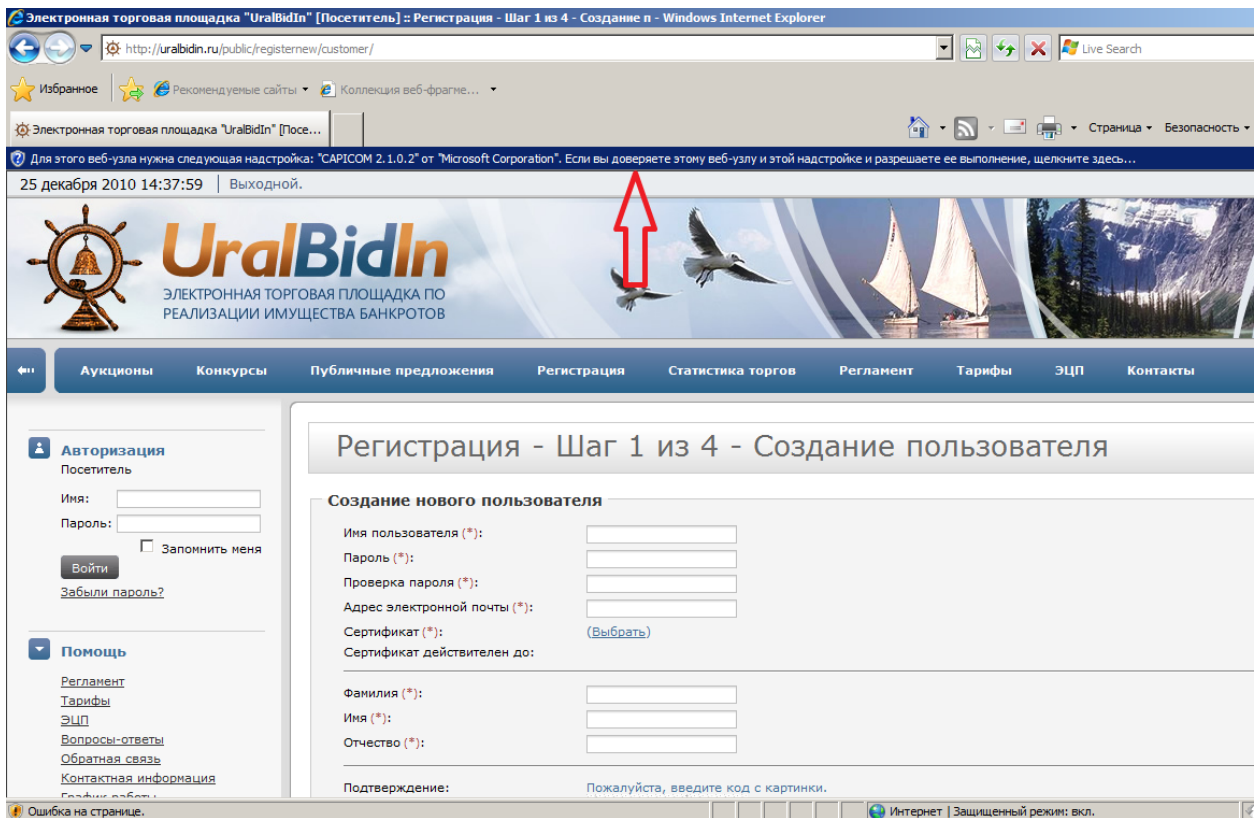 Электронная торговая площадка "UralBidIn" [Посетитель] :: Регистрация - Шаг 1 из 4 - Создание п - Windows Internet Explorer
http://uralbidin.ru/public/registernew/customer/
Live Search
Избранное
Рекомендуемые сайты
Коллекция веб-фрагме...
Электронная торговая площадка "UralBidIn" [Посе...
Страница
Безопасность
Для этого веб-узла нужна следующая надстройка: "CAPICOM 2.1.0.2" от "Microsoft Corporation". Если вы доверяете этому веб-узлу и этой надстройке и разрешаете ее выполнение, щелкните здесь...
25 декабря 2010 14:37:59 | Выходной.
UralBidIn
ЭЛЕКТРОННАЯ ТОРГОВАЯ ПЛОЩАДКА ПО
РЕАЛИЗАЦИИ ИМУЩЕСТВА БАНКРОТОВ
Аукционы Конкурсы Публичные предложения Регистрация Статистика торгов Регламент Тарифы ЭЦП Контакты
Авторизация
Посетитель
Имя:
Пароль:
Запомнить меня
Войти
Забыли пароль?
Помощь
Регламент
Тарифы
ЭЦП
Вопросы-ответы
Обратная связь
Контактная информация
График работы
Регистрация - Шаг 1 из 4 - Создание пользователя
Создание нового пользователя
Имя пользователя (*):
Пароль (*):
Проверка пароля (*):
Адрес электронной почты (*):
Сертификат (*): (Выбрать)
Сертификат действителен до:
Фамилия (*):
Имя (*):
Отчество (*):
Подтверждение: Пожалуйста, введите код с картинки.
Ошибка на странице.
Интернет | Защищенный режим: вкл.